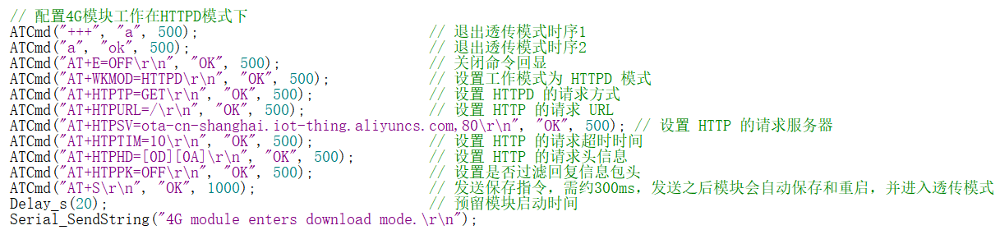 // 配置4G模块工作在HTTPD模式下
ATCmd("+++", "a", 500); // 退出透传模式时序1
ATCmd("a", "ok", 500); // 退出透传模式时序2
ATCmd("AT+E=OFF\r\n", "OK", 500); // 关闭命令回显
ATCmd("AT+WKMOD=HTTPD\r\n", "OK", 500); // 设置工作模式为 HTTPD 模式
ATCmd("AT+HTPTP=GET\r\n", "OK", 500); // 设置 HTTPD 的请求方式
ATCmd("AT+HTPURL=/\r\n", "OK", 500); // 设置 HTTP 的请求 URL
ATCmd("AT+HTPSV=ota-cn-shanghai.iot-thing.aliyuncs.com,80\r\n", "OK", 500); // 设置 HTTP 的请求服务器
ATCmd("AT+HTPTIM=10\r\n", "OK", 500); // 设置 HTTP 的请求超时时间
ATCmd("AT+HTPHD=[0D][0A]\r\n", "OK", 500); // 设置 HTTP 的请求头信息
ATCmd("AT+HTPPK=OFF\r\n", "OK", 500); // 设置是否过滤回复信息包头
ATCmd("AT+S\r\n", "OK", 1000); // 发送保存指令，需约300ms，发送之后模块会自动保存和重启，并进入透传模式
Delay_s(20); // 预留模块启动时间
Serial_SendString("4G module enters download mode.\r\n");